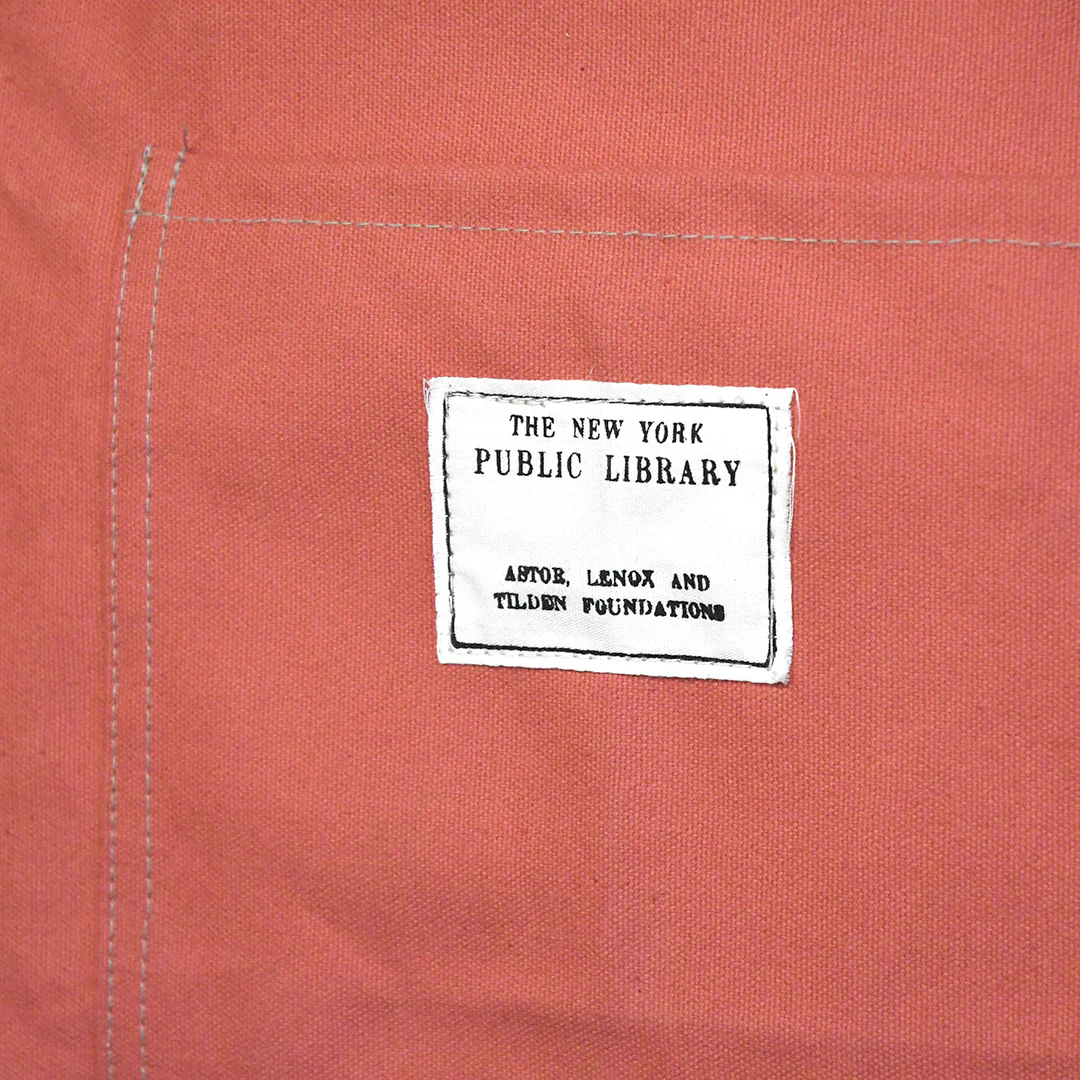 THE NEW YORK
PUBLIC LIBRARY
ASTOR, LENOX AND
TILDEN FOUNDATIONS